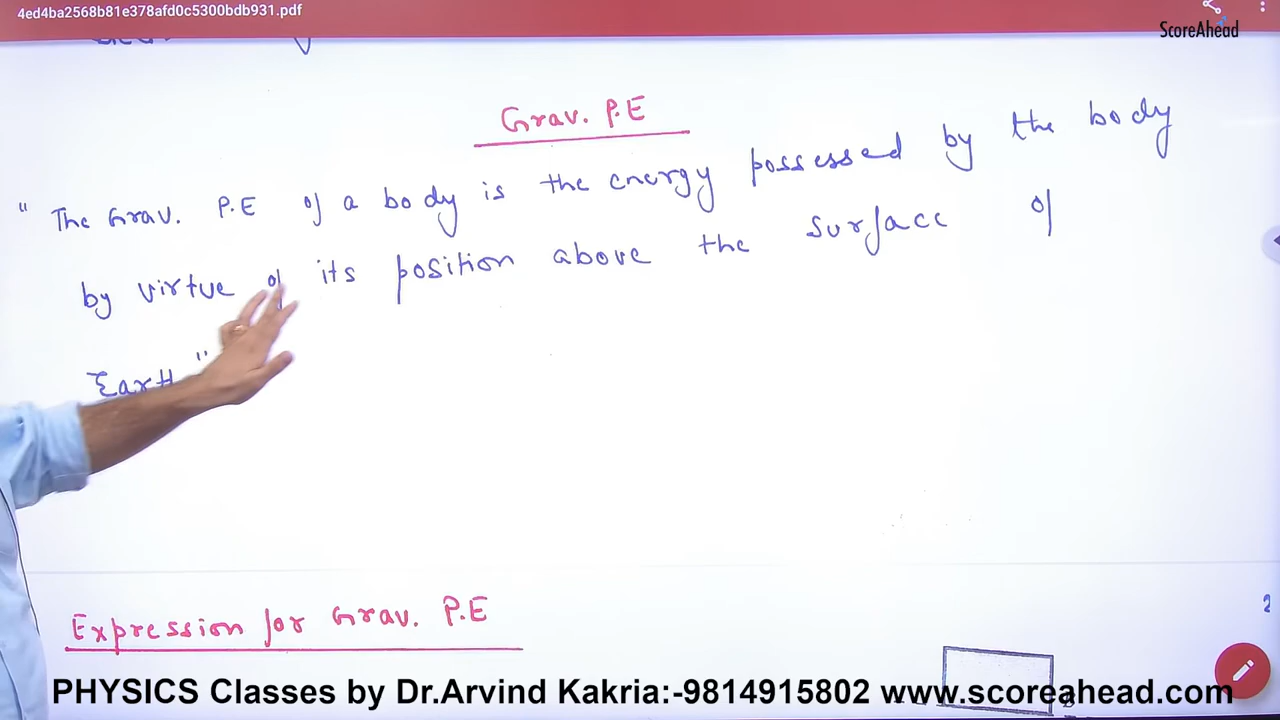 4ed4ba2568b81e378afd0c5300bdb931.pdf
ScoreAhead
Grav. P.E
" The Grav. P.E of a body is the energy possessed by the body
by virtue of its position above the surface of
Earth "
Expression for Grav. P.E
2
PHYSICS Classes by Dr.Arvind Kakria:-9814915802 www.scoreahead.com